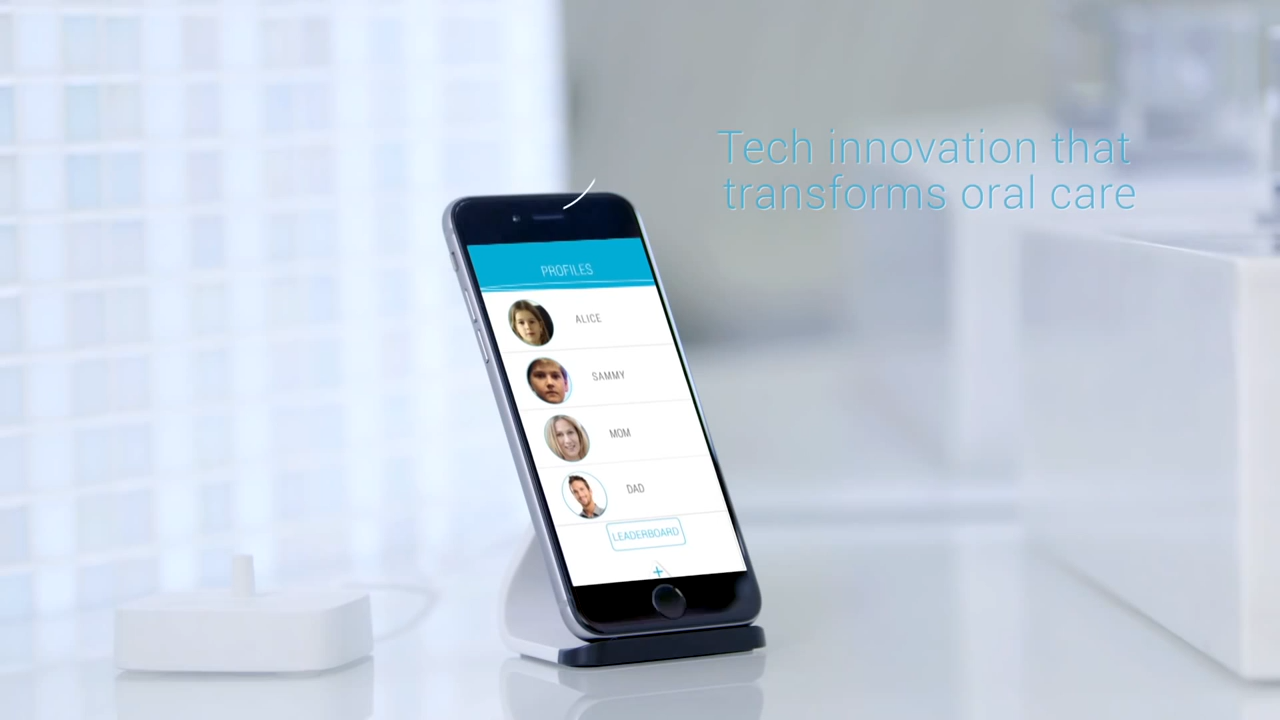 Tech innovation that
transforms oral care
PROFILES
ALICE
SAMMY
MOM
DAD
LEADERBOARD
+